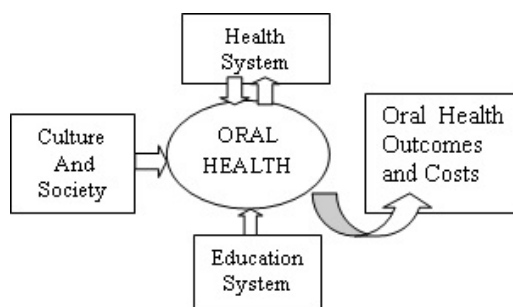 Health
System
Culture
And
Society
ORAL
HEALTH
Oral Health
Outcomes
and Costs
Education
System